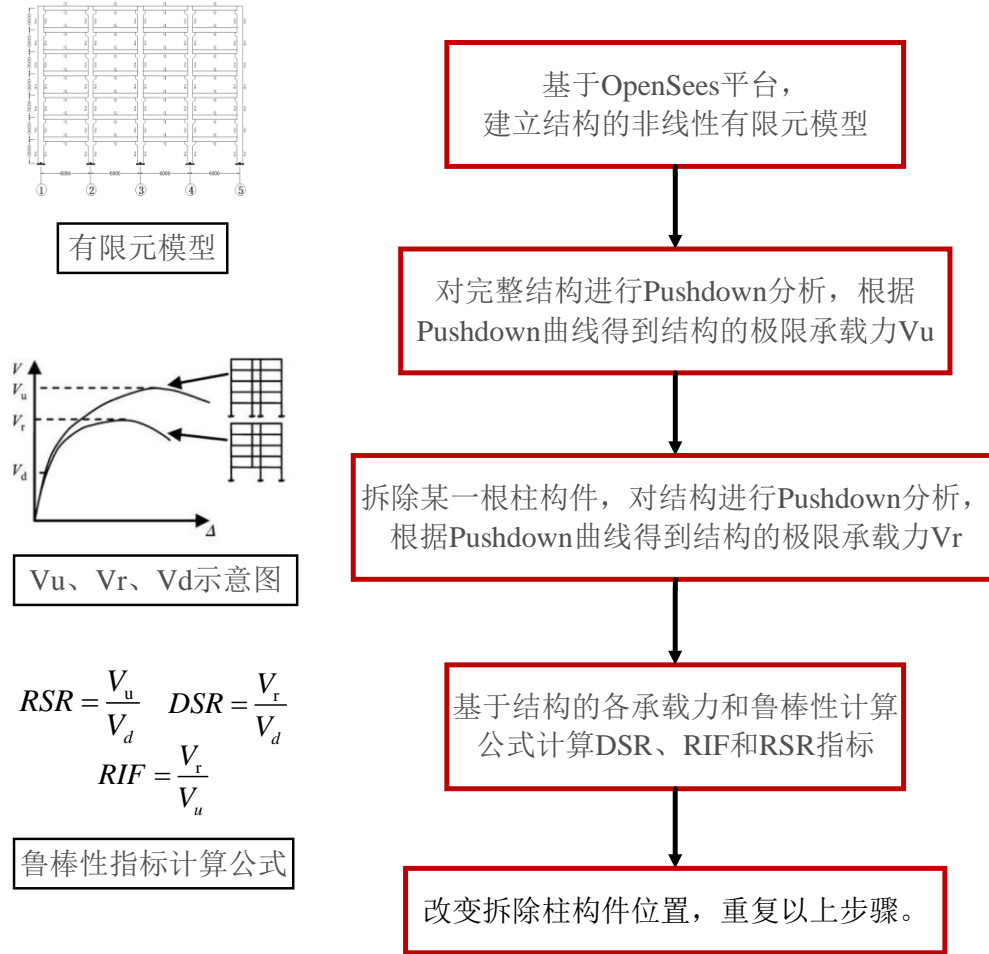 6000 6000 6000 6000
① ② ③ ④ ⑤
有限元模型
V
Vu
Vr
Vd
Δ
Vu、Vr、Vd示意图
RSR = Vu / Vd  DSR = Vr / Vd
RIF = Vr / Vu
鲁棒性指标计算公式
基于OpenSees平台，
建立结构的非线性有限元模型
对完整结构进行Pushdown分析，根据
Pushdown曲线得到结构的极限承载力Vu
拆除某一根柱构件，对结构进行Pushdown分析，
根据Pushdown曲线得到结构的极限承载力Vr
基于结构的各承载力和鲁棒性计算
公式计算DSR、RIF和RSR指标
改变拆除柱构件位置，重复以上步骤。